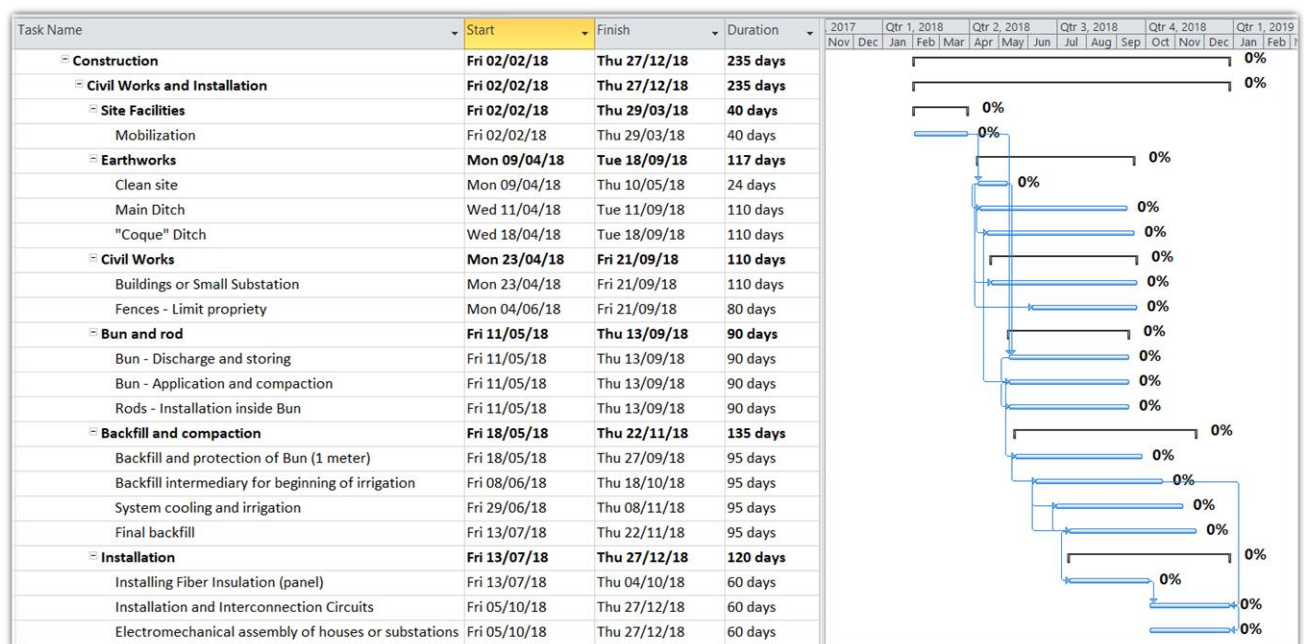 Task Name Start Finish Duration , 2017 Qtr 1, 2018 Qtr 2, 2018 Qtr 3, 2018 Qtr 4, 2018 Qtr 1, 2019
Nov Dec Jan Feb Mar Apr May Jun Jul Aug Sep Oct Nov Dec Jan Feb
Construction Fri 02/02/18 Thu 27/12/18 235 days 0%
Civil Works and Installation Fri 02/02/18 Thu 27/12/18 235 days 0%
Site Facilities Fri 02/02/18 Thu 29/03/18 40 days 0%
Mobilization Fri 02/02/18 Thu 29/03/18 40 days 0%
Earthworks Mon 09/04/18 Tue 18/09/18 117 days 0%
Clean site Mon 09/04/18 Thu 10/05/18 24 days 0%
Main Ditch Wed 11/04/18 Tue 11/09/18 110 days 0%
"Coque" Ditch Wed 18/04/18 Tue 18/09/18 110 days 0%
Civil Works Mon 23/04/18 Fri 21/09/18 110 days 0%
Buildings or Small Substation Mon 23/04/18 Fri 21/09/18 110 days 0%
Fences - Limit propriety Mon 04/06/18 Fri 21/09/18 80 days 0%
Bun and rod Fri 11/05/18 Thu 13/09/18 90 days 0%
Bun - Discharge and storing Fri 11/05/18 Thu 13/09/18 90 days 0%
Bun - Application and compaction Fri 11/05/18 Thu 13/09/18 90 days 0%
Rods - Installation inside Bun Fri 11/05/18 Thu 13/09/18 90 days 0%
Backfill and compaction Fri 18/05/18 Thu 22/11/18 135 days 0%
Backfill and protection of Bun (1 meter) Fri 18/05/18 Thu 27/09/18 95 days 0%
Backfill intermediary for beginning of irrigation Fri 08/06/18 Thu 18/10/18 95 days 0%
System cooling and irrigation Fri 29/06/18 Thu 08/11/18 95 days 0%
Final backfill Fri 13/07/18 Thu 22/11/18 95 days 0%
Installation Fri 13/07/18 Thu 27/12/18 120 days 0%
Installing Fiber Insulation (panel) Fri 13/07/18 Thu 04/10/18 60 days 0%
Installation and Interconnection Circuits Fri 05/10/18 Thu 27/12/18 60 days 0%
Electromechanical assembly of houses or substations Fri 05/10/18 Thu 27/12/18 60 days 0%